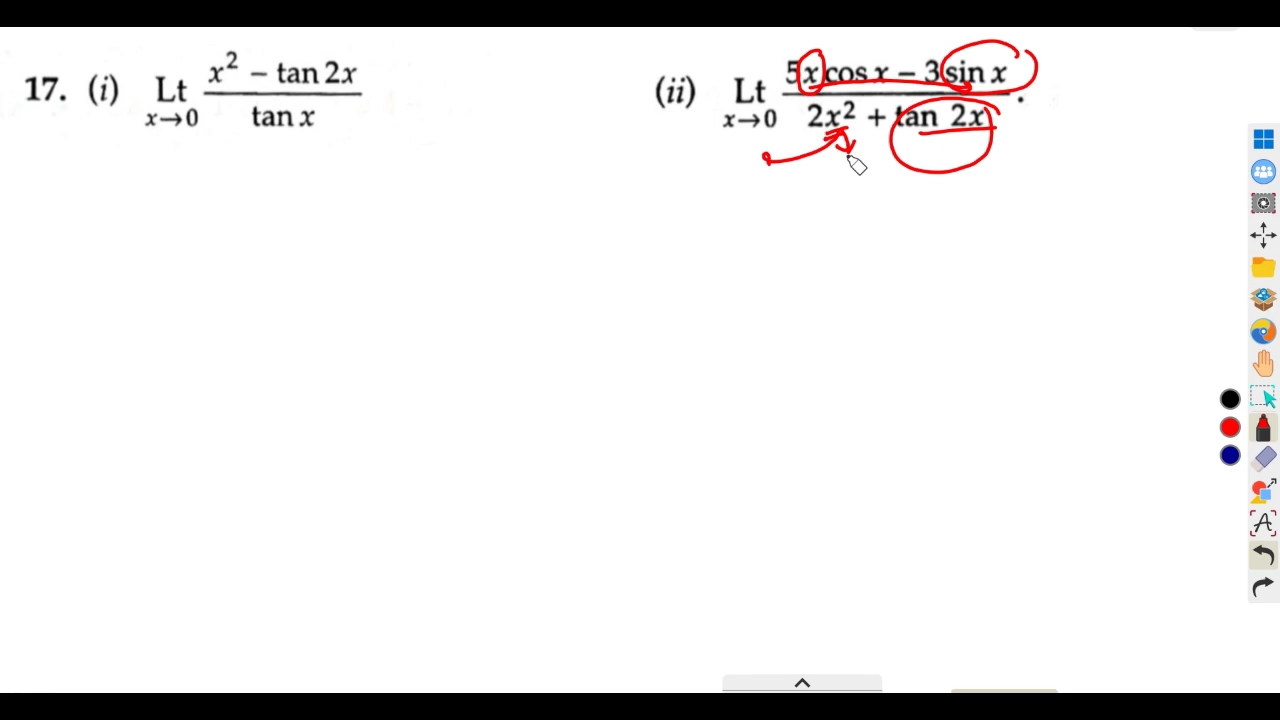 17. (i) Lt x→0 x² − tan 2x / tan x
(ii) Lt x→0 5x cos x − 3 sin x / 2x² + tan 2x .